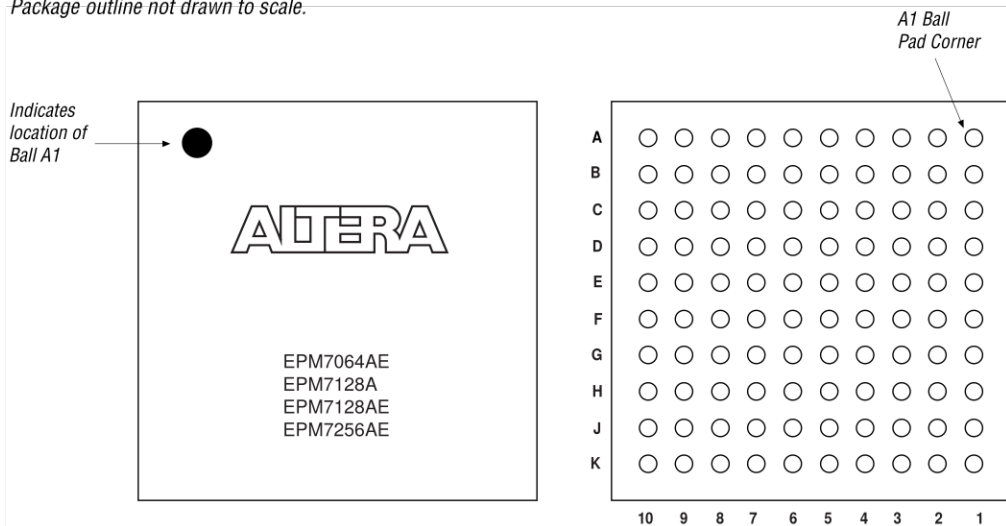 Package outline not drawn to scale.
A1 Ball
Pad Corner
Indicates
location of
Ball A1
ALTERA
EPM7064AE
EPM7128A
EPM7128AE
EPM7256AE
A
B
C
D
E
F
G
H
J
K
10 9 8 7 6 5 4 3 2 1